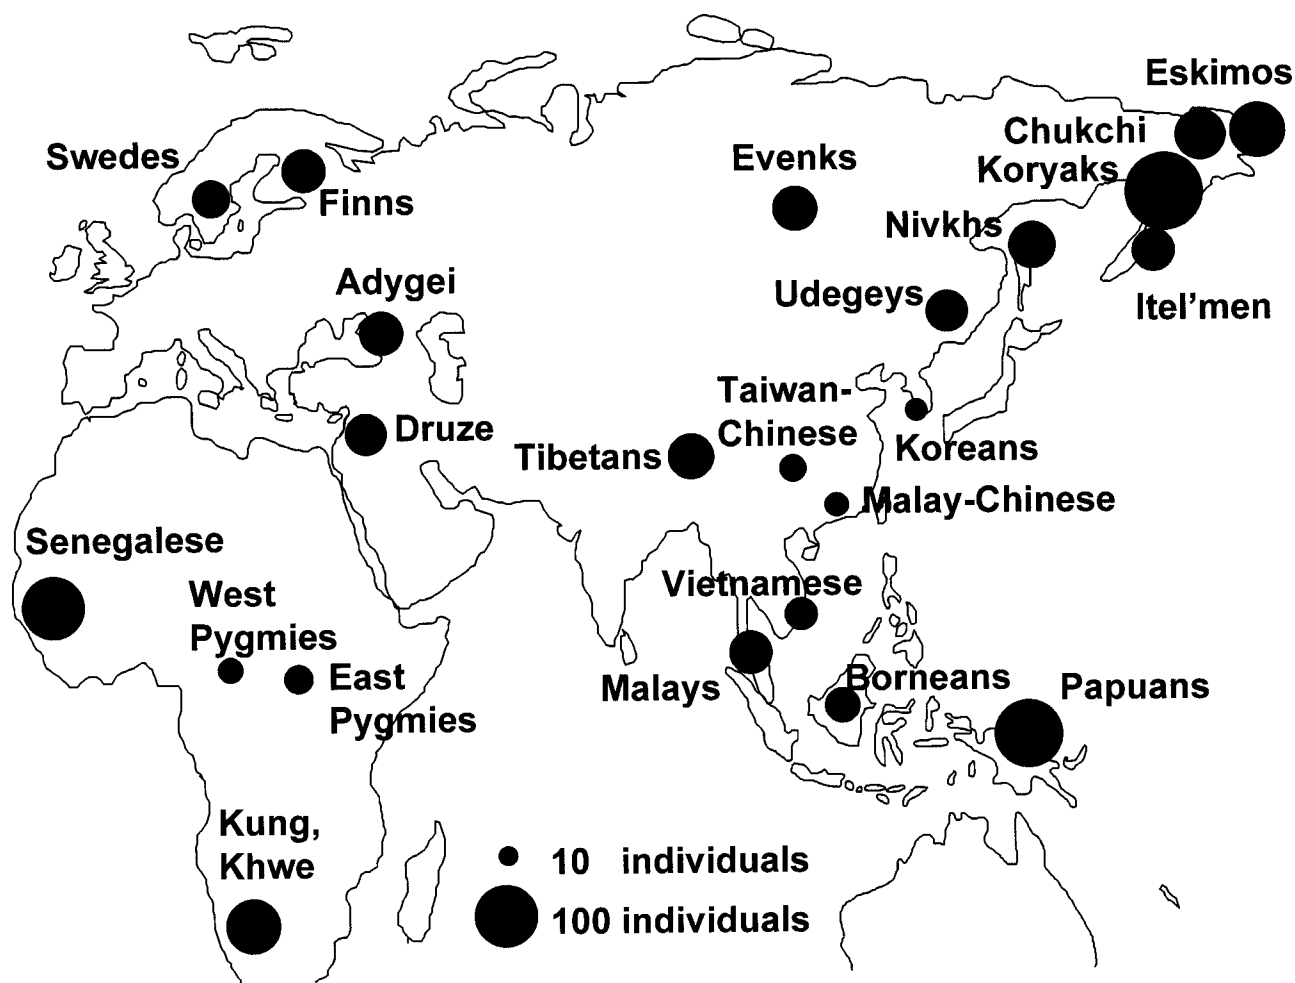 Eskimos
Chukchi
Koryaks
Swedes
Evenks
Finns
Nivkhs
Adygei
Udegeys
Itel'men
Taiwan-
Chinese
Druze
Koreans
Tibetans
Malay-Chinese
Senegalese
Vietnamese
West
Pygmies
East
Pygmies
Malays
Borneans
Papuans
Kung,
Khwe
10 individuals
100 individuals